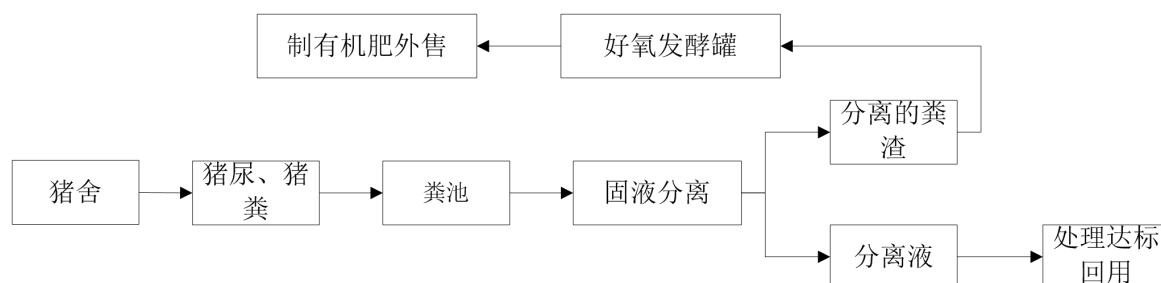 制有机肥外售
好氧发酵罐
分离的粪
渣
猪舍
猪尿、猪
粪
粪池
固液分离
分离液
处理达标
回用